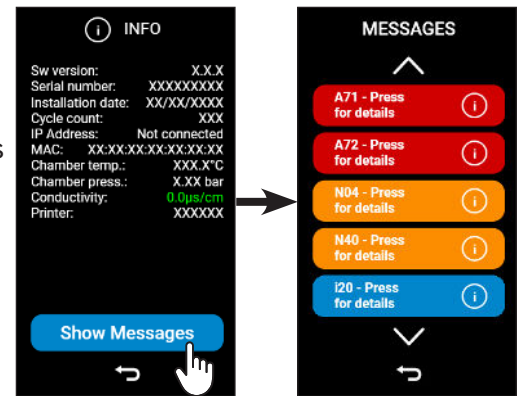 i INFO
Sw version: X.X.X
Serial number: XXXXXXXXX
Installation date: XX/XX/XXXX
Cycle count: XXX
IP Address: Not connected
MAC: XX:XX:XX:XX:XX:XX:XX
Chamber temp.: XXX.X°C
Chamber press.: X.XX bar
Conductivity: 0.0µs/cm
Printer: XXXXXX
Show Messages
s
MESSAGES
A71 - Press
for details
i
A72 - Press
for details
i
N04 - Press
for details
i
N40 - Press
for details
i
i20 - Press
for details
i